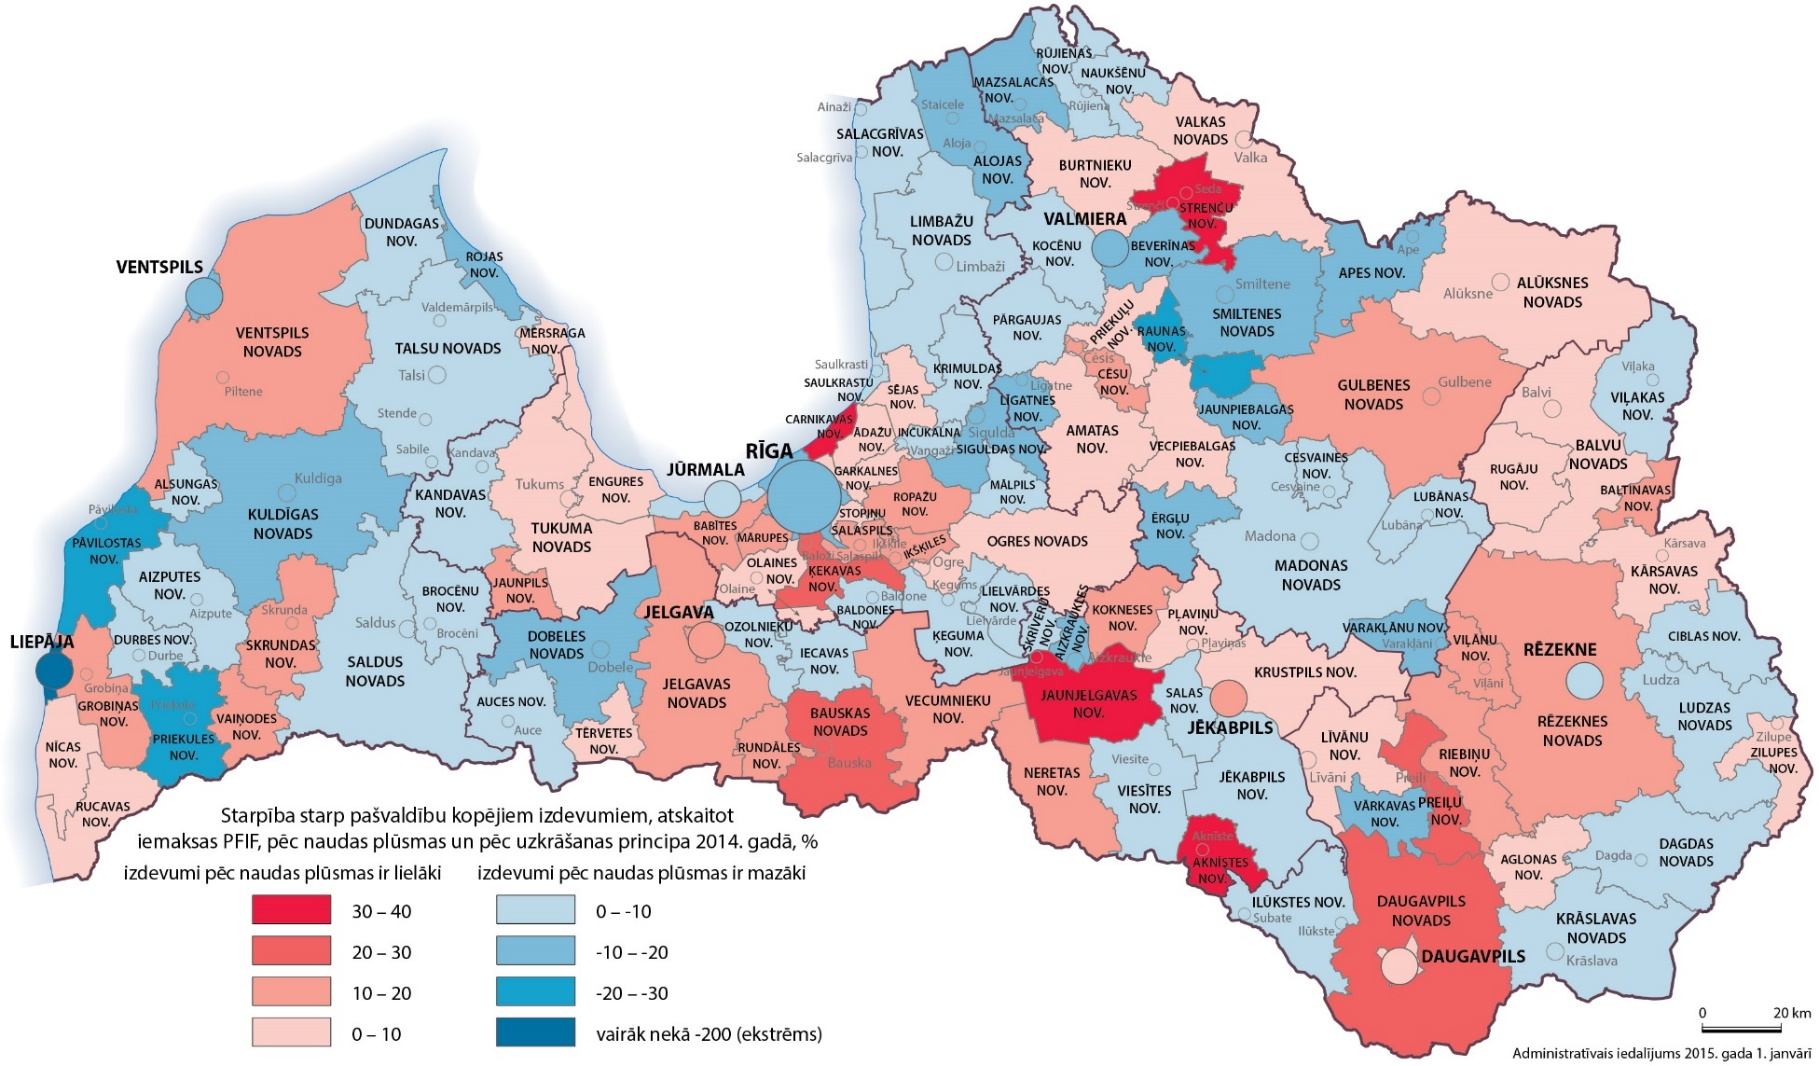 RŪJIENAS
NOV.
NAUKŠĒNU
NOV.
Rūjiena
MAZSALACAS
NOV.
Mazsalaca
Ainaži
Staicele
SALACGRĪVAS
NOV.
Salacgrīva
Aloja
ALOJAS
NOV.
VALKAS
NOVADS
Valka
BURTNIEKU
NOV.
Seda
Strenči
STRENČU
NOV.
VALMIERA
LIMBAŽU
NOVADS
Limbaži
KOCĒNU
NOV.
BEVERĪNAS
NOV.
Ape
APES NOV.
Smiltene
SMILTENES
NOVADS
Alūksne
ALŪKSNES
NOVADS
DUNDAGAS
NOV.
ROJAS
NOV.
VENTSPILS
Valdemārpils
VENTSPILS
NOVADS
Piltene
TALSU NOVADS
Talsi
MĒRSRAGA
NOV.
Stende
Sabile
PĀRGAUJAS
NOV.
PRIEKUĻU
NOV.
RAUNAS
NOV.
Cēsis
CĒSU
NOV.
Saulkrasti
SAULKRASTU
NOV.
KRIMULDAS
NOV.
SĒJAS
NOV.
Līgatne
LĪGATNES
NOV.
GULBENES
NOVADS
Gulbene
Balvi
Viļaka
VIĻAKAS
NOV.
JAUNPIEBALGAS
NOV.
CARNIKAVAS
NOV.
ĀDAŽU
NOV.
INČUKALNA
Vangaži
Sigulda
SIGULDAS NOV.
AMATAS
NOV.
VECPIEBALGAS
NOV.
BALVU
NOVADS
RĪGA
JŪRMALA
Kandava
KANDAVAS
NOV.
Tukums
ENGURES
NOV.
TUKUMA
NOVADS
GARKALNES
NOV.
MĀLPILS
NOV.
CESVAINES
NOV.
Cesvaine
RUGĀJU
NOV.
BALTINAVAS
NOV.
ALSUNGAS
NOV.
Kuldīga
KULDĪGAS
NOVADS
Pāvilosta
PĀVILOSTAS
NOV.
ROPAŽU
NOV.
STOPIŅU
SALASPILS
Salaspils
BABĪTES
NOV.
MĀRUPES
Ikšķile
IKŠĶILES
Ogre
OGRES NOVADS
ĒRGĻU
NOV.
LUBĀNAS
NOV.
Lubāna
Madona
MADONAS
NOVADS
Kārsava
KĀRSAVAS
NOV.
OLAINES
NOV.
Olaine
Baloži
ĶEKAVAS
NOV.
AIZPUTES
NOV.
Aizpute
BROCĒNU
NOV.
Brocēni
JAUNPILS
NOV.
Skrunda
SKRUNDAS
NOV.
Saldus
SALDUS
NOVADS
Baldone
BALDONES
NOV.
Ķegums
ĶEGUMA
NOV.
LIELVĀRDES
NOV.
Lielvārde
SKRĪVERU
NOV.
AIZKRAUKLES
NOV.
Aizkraukle
KOKNESES
NOV.
PĻAVIŅU
NOV.
Pļaviņas
VARAKĻĀNU NOV.
Varakļāni
VIĻĀNU
NOV.
Viļāni
CIBLAS NOV.
LIEPĀJA
DURBES NOV.
Durbe
DOBELES
NOVADS
Dobele
JELGAVA
OZOLNIEKU
NOV.
IECAVAS
NOV.
JELGAVAS
NOVADS
Jaunjelgava
JAUNJELGAVAS
NOV.
KRUSTPILS NOV.
RĒZEKNE
RĒZEKNES
NOVADS
Ludza
LUDZAS
NOVADS
Grobiņa
GROBIŅAS
NOV.
Priekule
PRIEKULES
NOV.
VAIŅODES
NOV.
AUCES NOV.
Auce
TĒRVETES
NOV.
VECUMNIEKU
NOV.
SALAS
NOV.
JĒKABPILS
BAUSKAS
NOVADS
Bauska
RUNDĀLES
NOV.
NĪCAS
NOV.
RUCAVAS
NOV.
NERETAS
NOV.
Viesīte
VIESĪTES
NOV.
JĒKABPILS
NOV.
LĪVĀNU
NOV.
Līvāni
Preiļi
RIEBIŅU
NOV.
VĀRKAVAS
NOV.
PREIĻU
NOV.
Zilupe
ZILUPES
NOV.
Aknīste
AKNĪSTES
NOV.
AGLONAS
NOV.
Dagda
DAGDAS
NOVADS
ILŪKSTES NOV.
Subate
Ilūkste
DAUGAVPILS
NOVADS
DAUGAVPILS
KRĀSLAVAS
NOVADS
Krāslava
Starpība starp pašvaldību kopējiem izdevumiem, atskaitot
iemaksas PFIF, pēc naudas plūsmas un pēc uzkrāšanas principa 2014. gadā, %
izdevumi pēc naudas plūsmas ir lielāki
izdevumi pēc naudas plūsmas ir mazāki
30 – 40
0 – -10
20 – 30
-10 – -20
10 – 20
-20 – -30
0 – 10
vairāk nekā -200 (ekstrēms)
0 20 km
Administratīvais iedalījums 2015. gada 1. janvārī